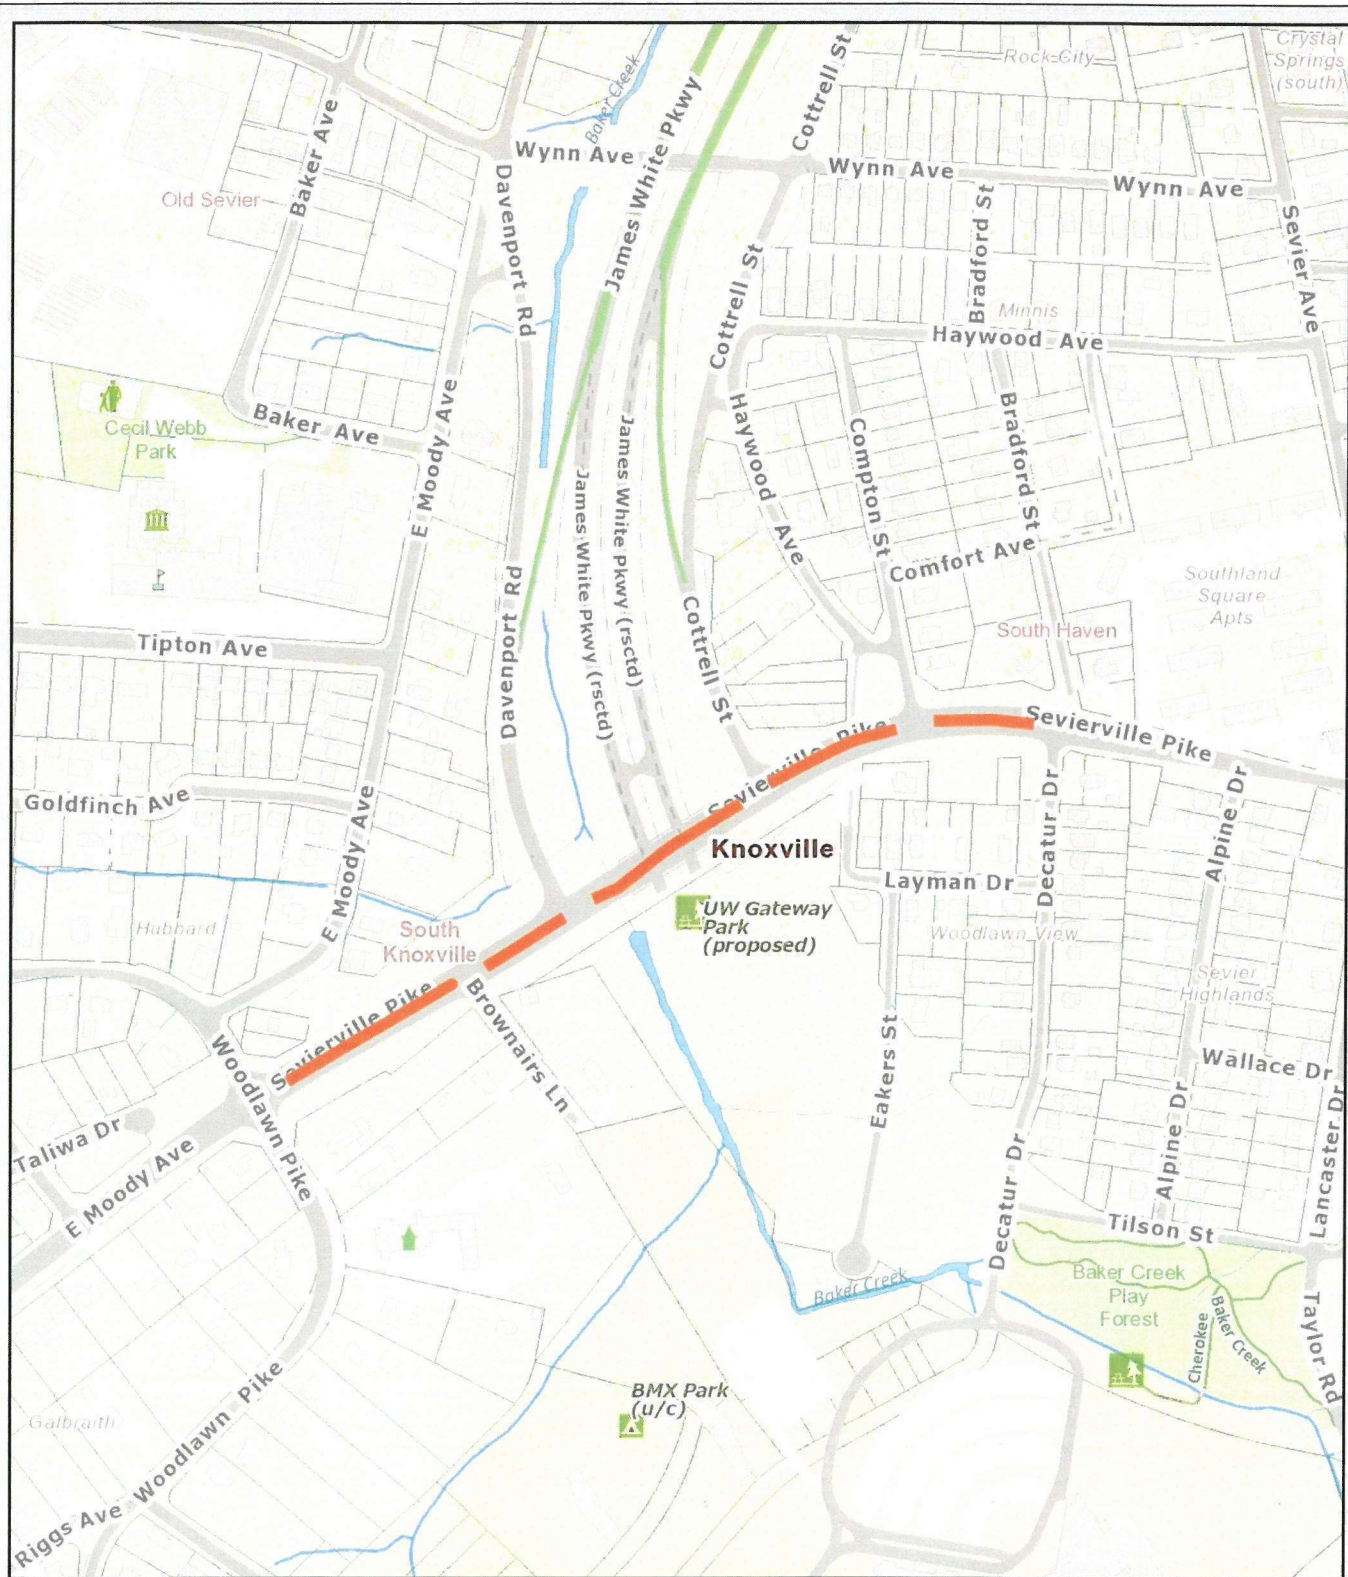 Crystal
Springs
(south)
Rock-City
Cottrell St
Baker Creek
James White Pkwy
Wynn Ave
Wynn Ave
Wynn Ave
Baker Ave
Old Sevier
Davenport Rd
Cottrell St
Bradford St
Sevier Ave
Minnis
Haywood Ave
Cecil Webb
Park
Baker Ave
E Moody Ave
James White Pkwy (rsctd)
James White Pkwy (rsctd)
Haywood Ave
Compton St
Bradford St
Comfort Ave
Southland
Square
Apts
Tipton Ave
Davenport Rd
Cottrell St
South Haven
Sevierville Pike
Sevierville Pike
Goldfinch Ave
E Moody Ave
Knoxville
Decatur Dr
Alpine Dr
Layman Dr
Hubbard
South
Knoxville
UW Gateway
Park
(proposed)
Woodlawn View
Sevier
Highlands
Sevierville Pike
Brownairs Ln
Eakers St
Wallace Dr
Woodlawn Pike
Taliwa Dr
E Moody Ave
Decatur Dr
Alpine Dr
Lancaster Dr
Tilson St
Baker Creek
Baker Creek
Play
Forest
Cherokee
Baker Creek
Taylor Rd
BMX Park
(u/c)
Galbraith
Woodlawn Pike
Riggs Ave